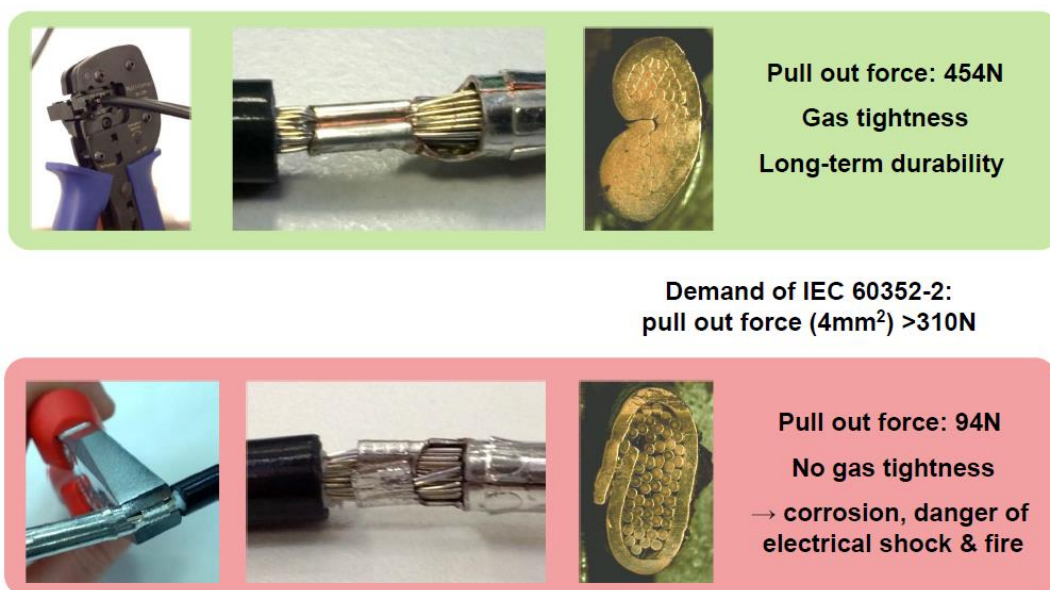 Pull out force: 454N
Gas tightness
Long-term durability
Demand of IEC 60352-2:
pull out force (4mm²) >310N
Pull out force: 94N
No gas tightness
→ corrosion, danger of
electrical shock & fire